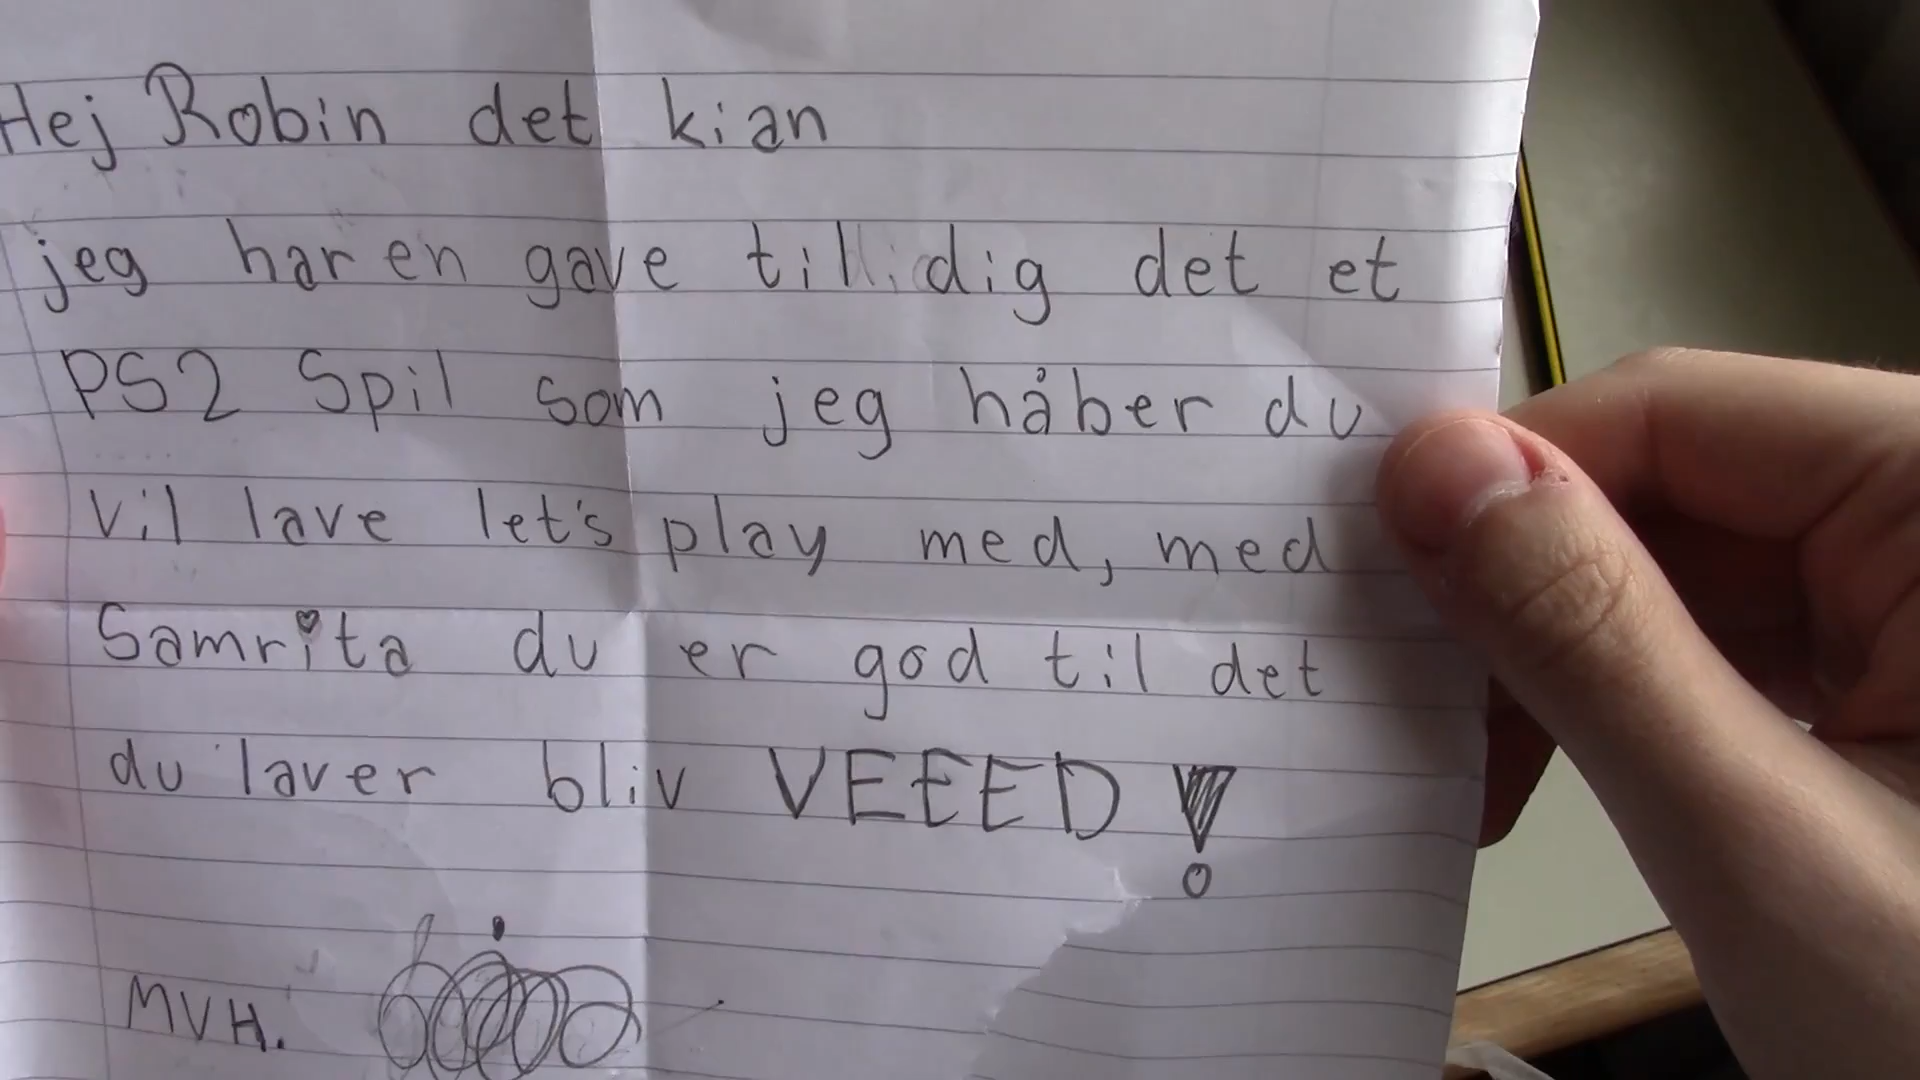 Hej Robin det kian
jeg har en gave til dig det et
PS2 Spil som jeg håber du
vil lave let's play med, med
Samrita du er god til det
du laver bliv VEEED!
MVH.